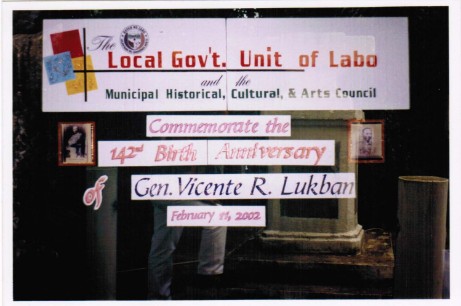 The
Local Gov't. Unit of Labo
and the
Municipal Historical, Cultural, & Arts Council
Commemorate the
142nd Birth Anniversary
of
Gen. Vicente R. Lukban
February 11, 2002